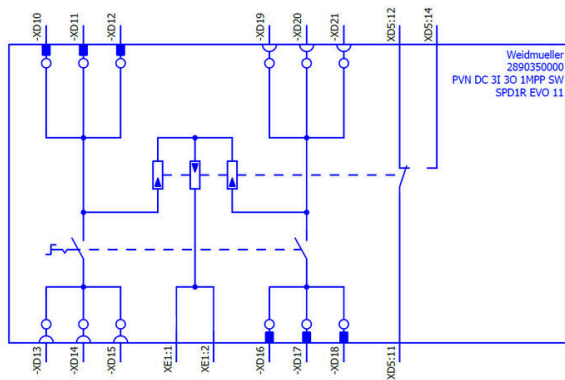 -XD10
-XD11
-XD12
-XD19
-XD20
-XD21
XD5:12
XD5:14
Weidmueller
2890350000
PVN DC 3I 3O 1MPP SW
SPD1R EVO 11
-XD13
-XD14
-XD15
XE1:1
XE1:2
-XD16
-XD17
-XD18
XD5:11